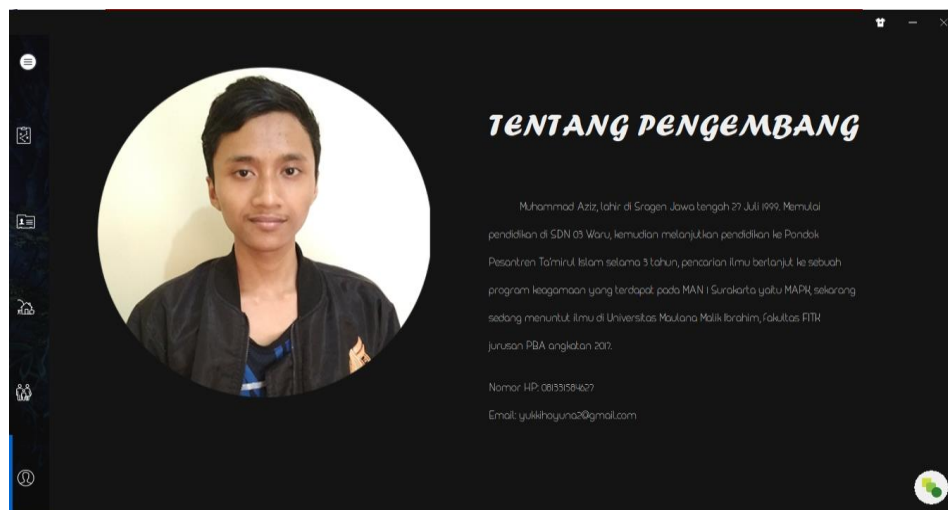 TENTANG PENGEMBANG
Muhammad Aziz, lahir di Sragen Jawa tengah 27 Juli 1999. Memulai
pendidikan di SDN 03 Waru, kemudian melanjutkan pendidikan ke Pondok
Pesantren Ta'mirul Islam selama 3 tahun, pencarian ilmu berlanjut ke sebuah
program keagamaan yang terdapat pada MAN 1 Surakarta yaitu MAPK, sekarang
sedang menuntut ilmu di Universitas Maulana Malik Ibrahim, Fakultas FITK
jurusan PBA angkatan 2017.
Nomor HP: 081331584627
Email: yukkihoyuna2@gmail.com